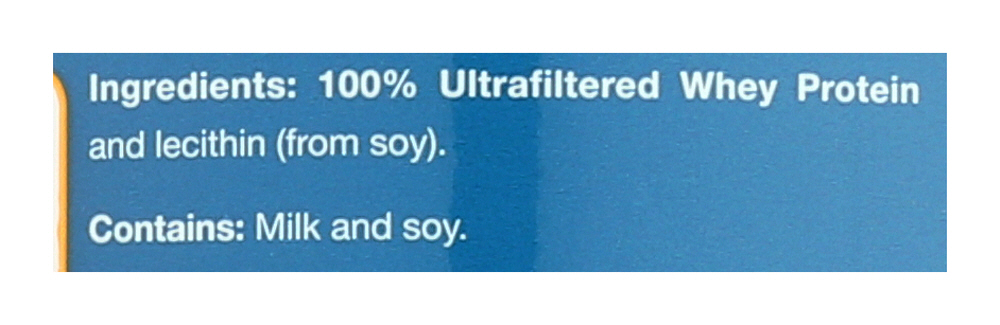 Ingredients: 100% Ultrafiltered Whey Protein
and lecithin (from soy).
Contains: Milk and soy.